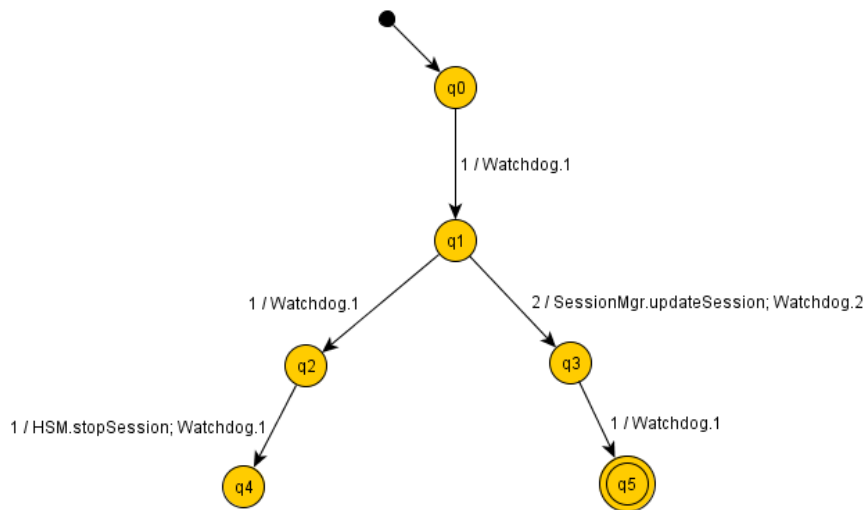 q0
1 / Watchdog.1
q1
1 / Watchdog.1
2 / SessionMgr.updateSession; Watchdog.2
q2
q3
1 / HSM.stopSession; Watchdog.1
1 / Watchdog.1
q4
q5